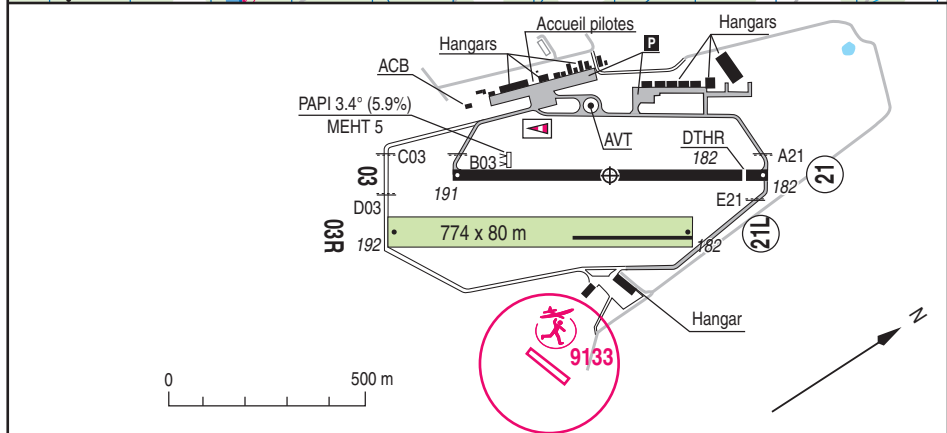 Accueil pilotes
Hangars
P
Hangars
ACB
PAPI 3.4° (5.9%)
MEHT 5
AVT
DTHR
182
C03
B03
A21
03
191
182
21
D03
E21
03R
192
774 x 80 m
182
21L
Hangar
9133
N
0
500 m